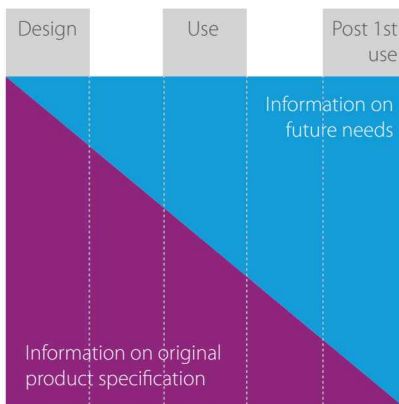 Design
Use
Post 1st
use
Information on
future needs
Information on original
product specification